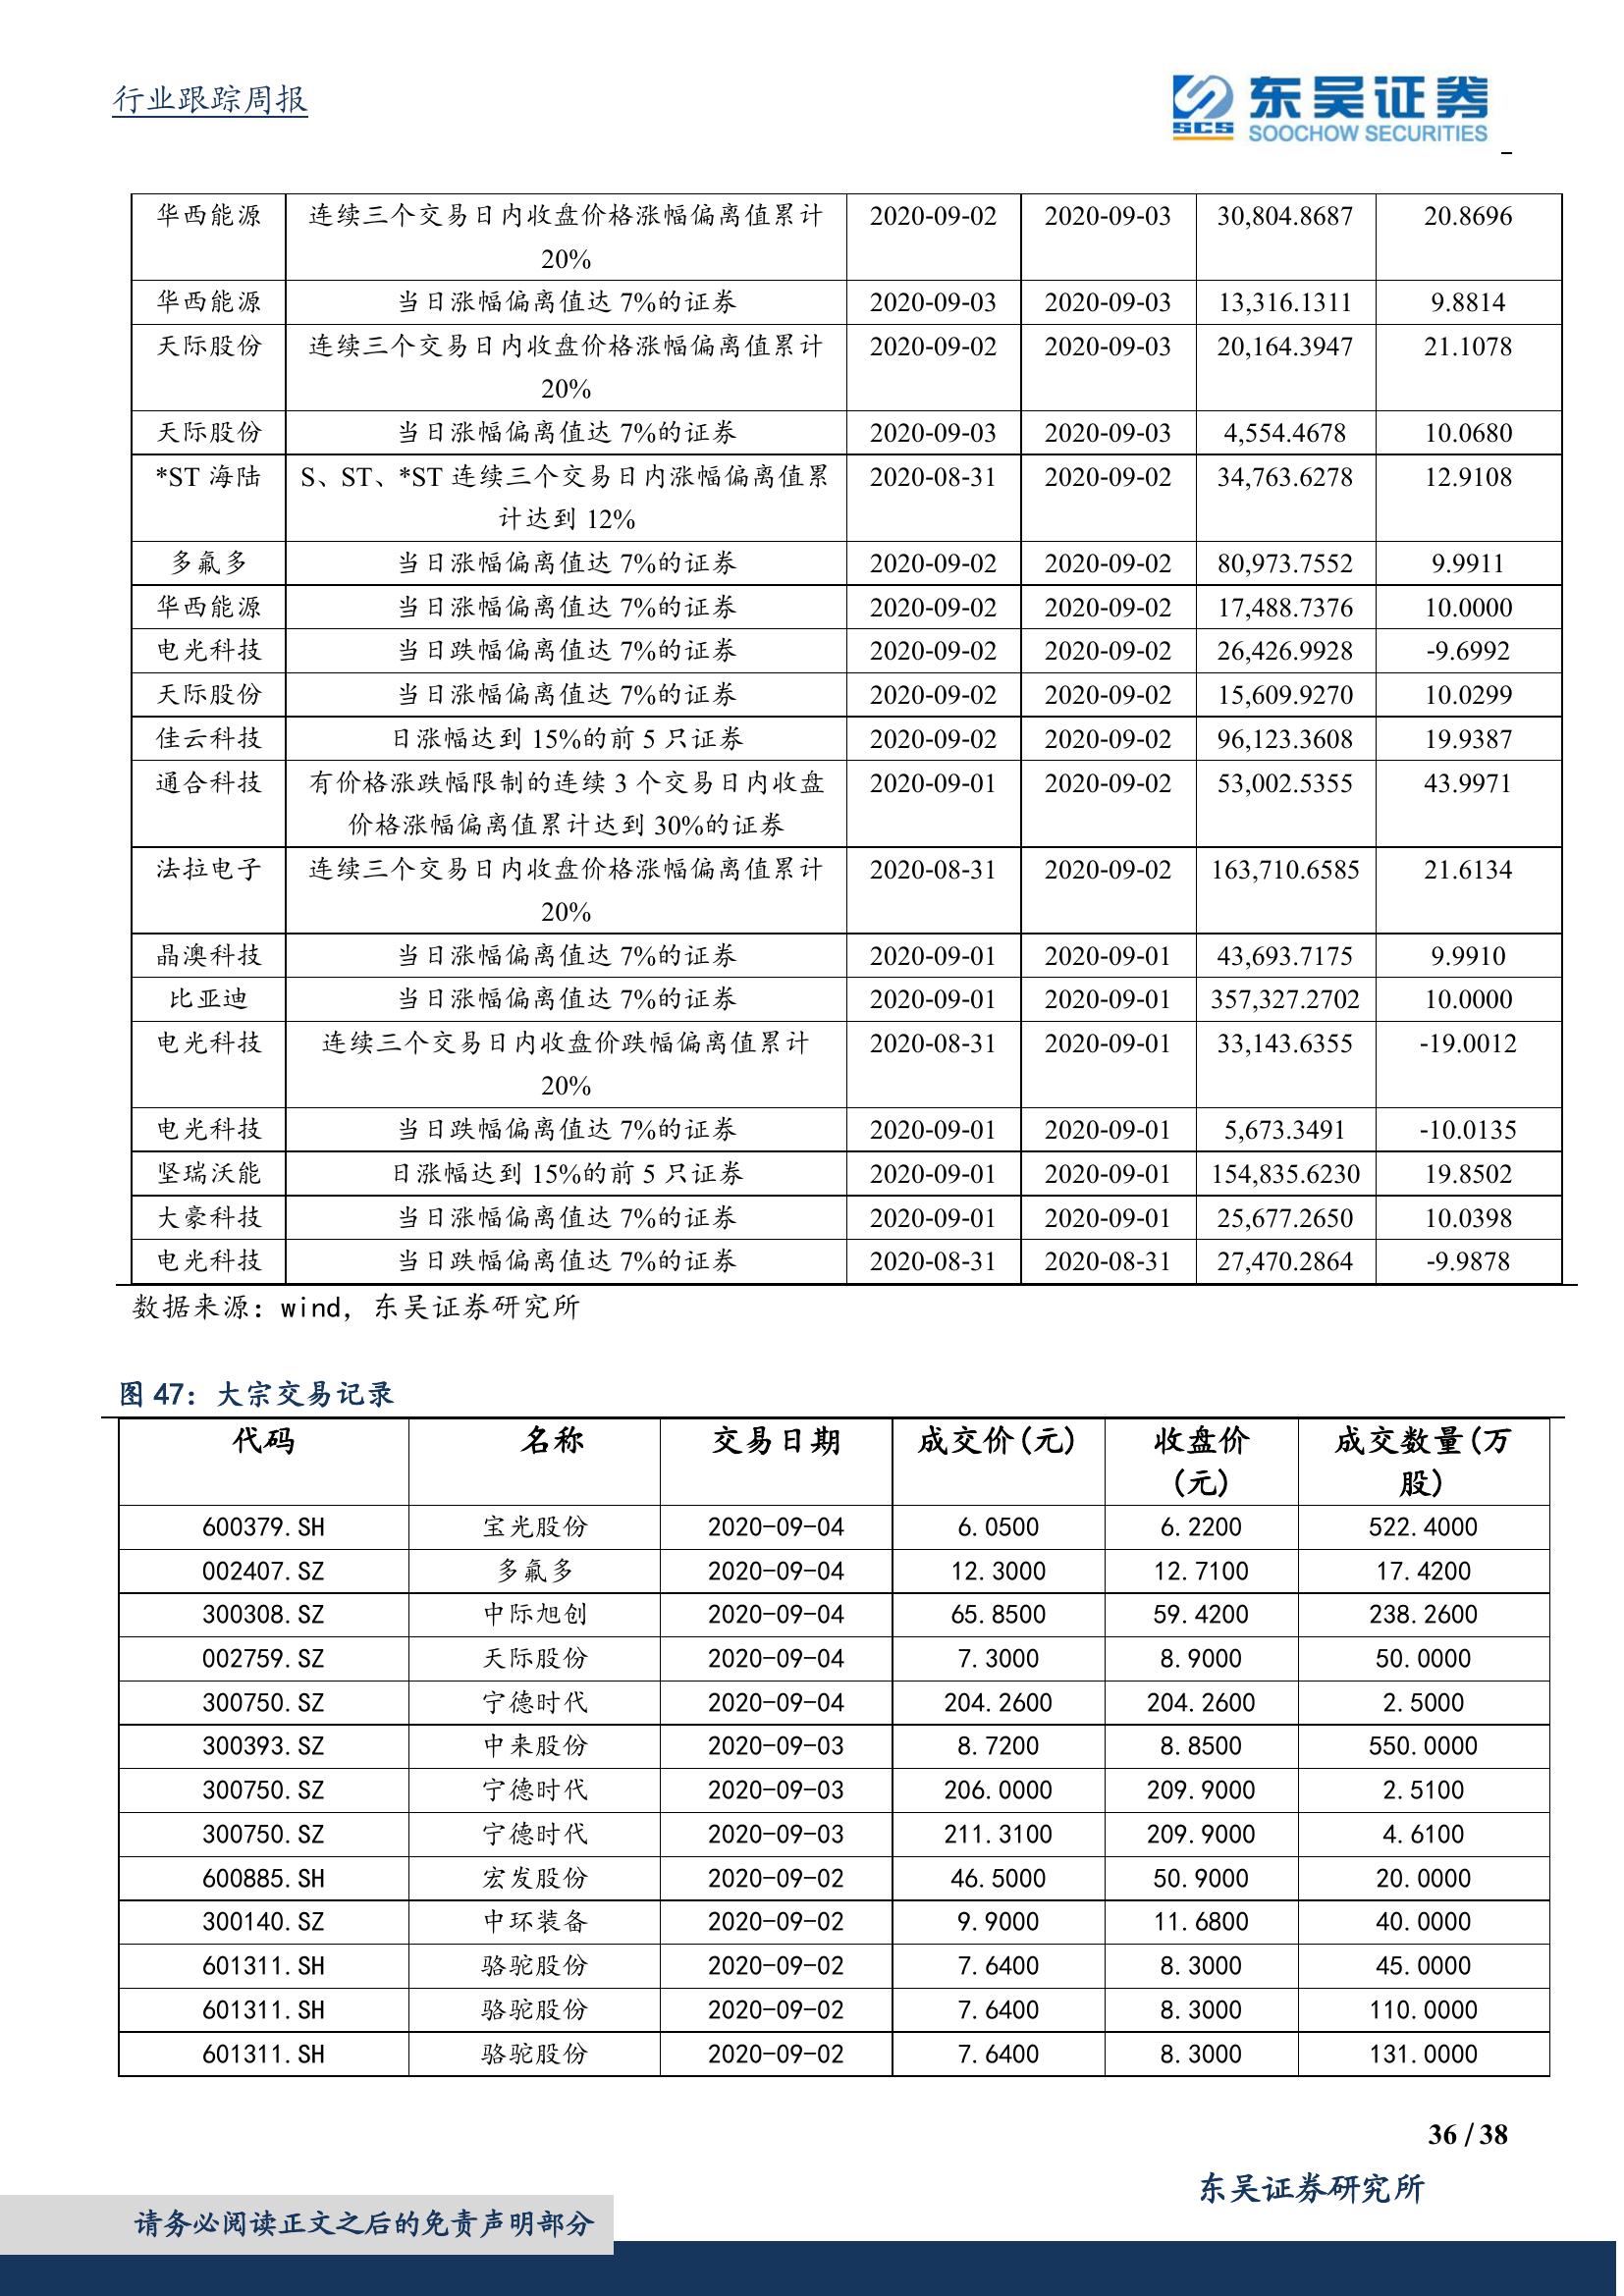 行业跟踪周报
东吴证券
SCS
SOOCHOW SECURITIES
华西能源 连续三个交易日内收盘价格涨幅偏离值累计 2020-09-02 2020-09-03 30,804.8687 20.8696
20%
华西能源 当日涨幅偏离值达 7%的证券 2020-09-03 2020-09-03 13,316.1311 9.8814
天际股份 连续三个交易日内收盘价格涨幅偏离值累计 2020-09-02 2020-09-03 20,164.3947 21.1078
20%
天际股份 当日涨幅偏离值达 7%的证券 2020-09-03 2020-09-03 4,554.4678 10.0680
*ST 海陆 S、ST、*ST 连续三个交易日内涨幅偏离值累 2020-08-31 2020-09-02 34,763.6278 12.9108
计达到 12%
多氟多 当日涨幅偏离值达 7%的证券 2020-09-02 2020-09-02 80,973.7552 9.9911
华西能源 当日涨幅偏离值达 7%的证券 2020-09-02 2020-09-02 17,488.7376 10.0000
电光科技 当日跌幅偏离值达 7%的证券 2020-09-02 2020-09-02 26,426.9928 -9.6992
天际股份 当日涨幅偏离值达 7%的证券 2020-09-02 2020-09-02 15,609.9270 10.0299
佳云科技 日涨幅达到 15%的前 5 只证券 2020-09-02 2020-09-02 96,123.3608 19.9387
通合科技 有价格涨跌幅限制的连续 3 个交易日内收盘 2020-09-01 2020-09-02 53,002.5355 43.9971
价格涨幅偏离值累计达到 30%的证券
法拉电子 连续三个交易日内收盘价格涨幅偏离值累计 2020-08-31 2020-09-02 163,710.6585 21.6134
20%
晶澳科技 当日涨幅偏离值达 7%的证券 2020-09-01 2020-09-01 43,693.7175 9.9910
比亚迪 当日涨幅偏离值达 7%的证券 2020-09-01 2020-09-01 357,327.2702 10.0000
电光科技 连续三个交易日内收盘价跌幅偏离值累计 2020-08-31 2020-09-01 33,143.6355 -19.0012
20%
电光科技 当日跌幅偏离值达 7%的证券 2020-09-01 2020-09-01 5,673.3491 -10.0135
坚瑞沃能 日涨幅达到 15%的前 5 只证券 2020-09-01 2020-09-01 154,835.6230 19.8502
大豪科技 当日涨幅偏离值达 7%的证券 2020-09-01 2020-09-01 25,677.2650 10.0398
电光科技 当日跌幅偏离值达 7%的证券 2020-08-31 2020-08-31 27,470.2864 -9.9878
数据来源：wind，东吴证券研究所
图 47：大宗交易记录
代码 名称 交易日期 成交价(元) 收盘价 成交数量(万
(元) 股)
600379.SH 宝光股份 2020-09-04 6.0500 6.2200 522.4000
002407.SZ 多氟多 2020-09-04 12.3000 12.7100 17.4200
300308.SZ 中际旭创 2020-09-04 65.8500 59.4200 238.2600
002759.SZ 天际股份 2020-09-04 7.3000 8.9000 50.0000
300750.SZ 宁德时代 2020-09-04 204.2600 204.2600 2.5000
300393.SZ 中来股份 2020-09-03 8.7200 8.8500 550.0000
300750.SZ 宁德时代 2020-09-03 206.0000 209.9000 2.5100
300750.SZ 宁德时代 2020-09-03 211.3100 209.9000 4.6100
600885.SH 宏发股份 2020-09-02 46.5000 50.9000 20.0000
300140.SZ 中环装备 2020-09-02 9.9000 11.6800 40.0000
601311.SH 骆驼股份 2020-09-02 7.6400 8.3000 45.0000
601311.SH 骆驼股份 2020-09-02 7.6400 8.3000 110.0000
601311.SH 骆驼股份 2020-09-02 7.6400 8.3000 131.0000
36 / 38
东吴证券研究所
请务必阅读正文之后的免责声明部分